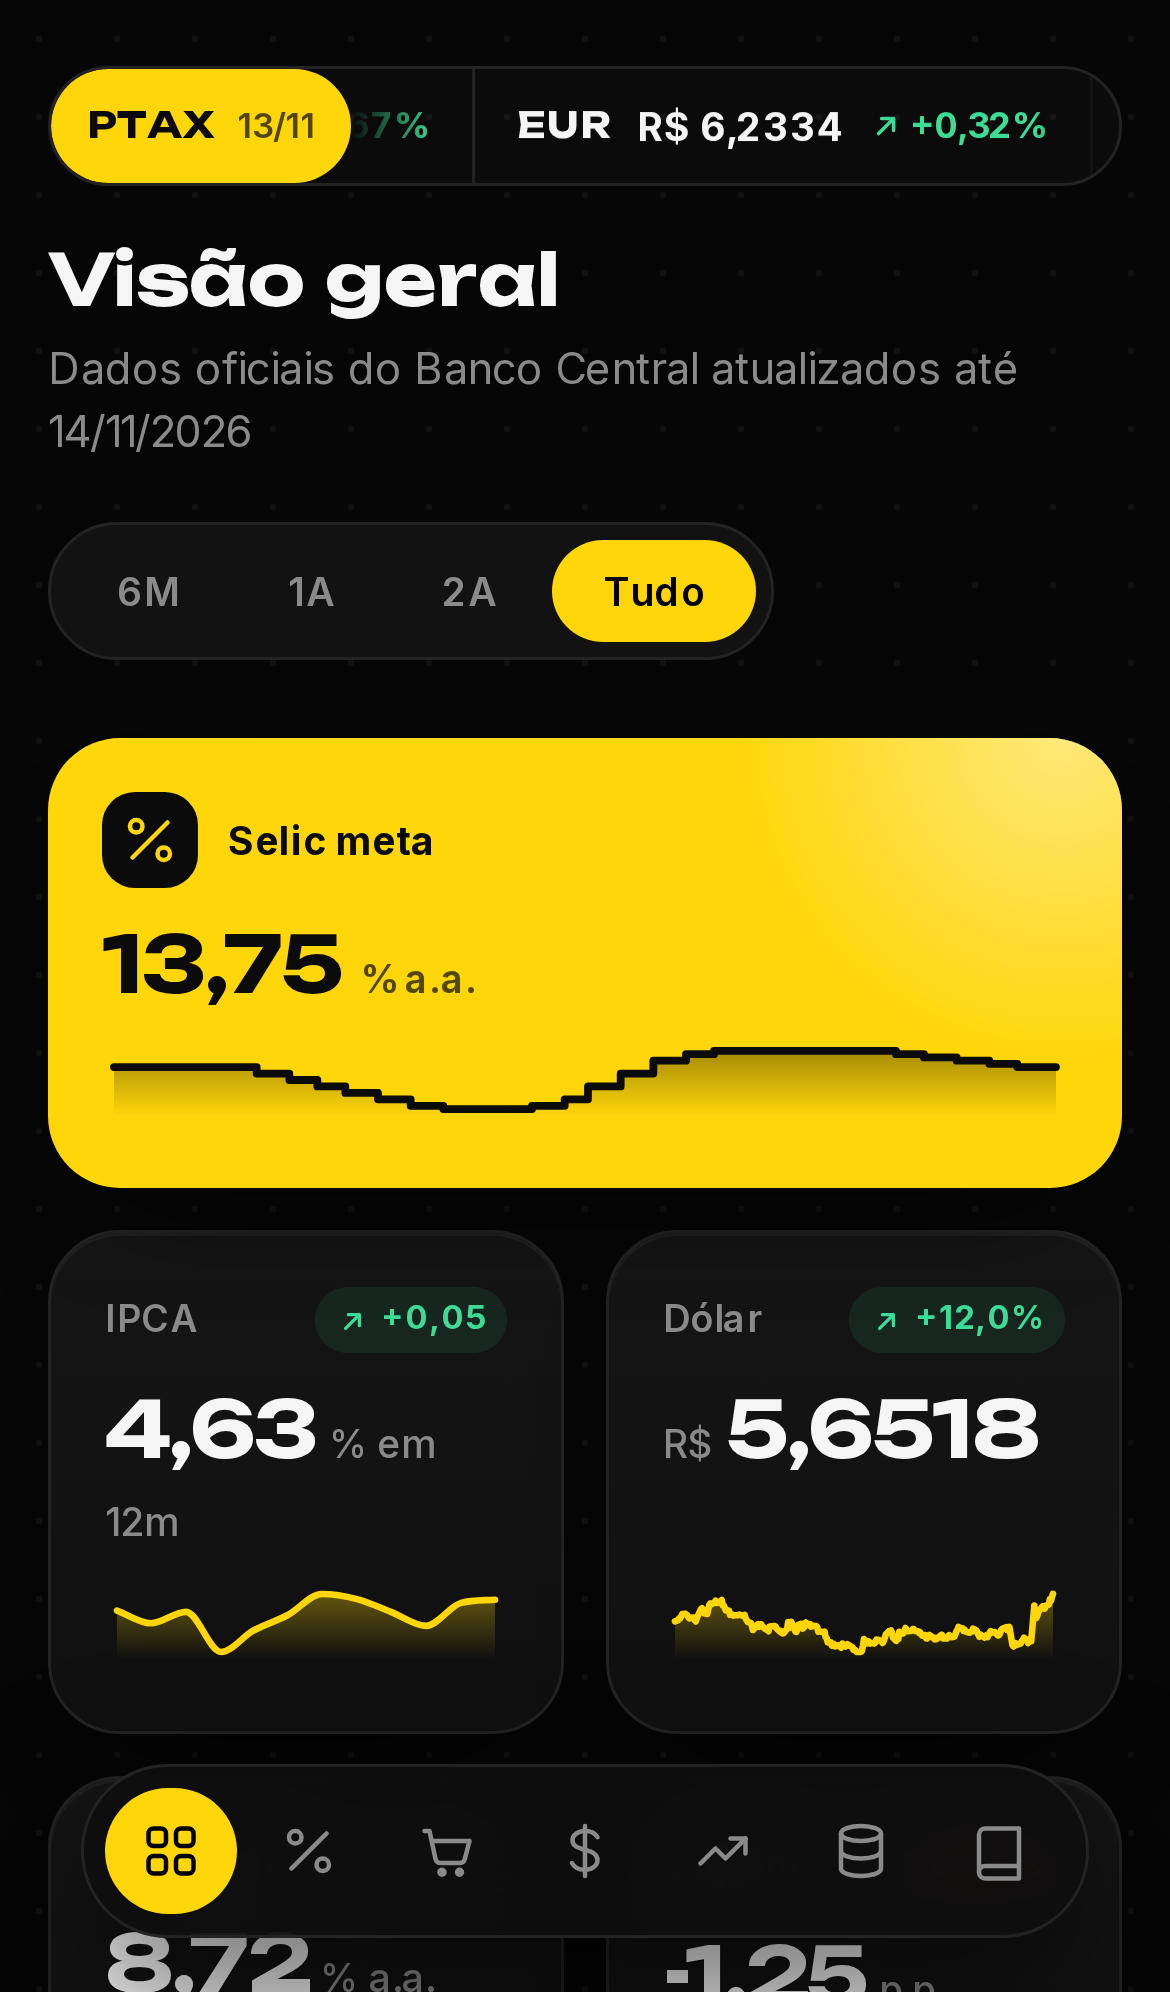 PTAX 13/11 67% EUR R$ 6,2334 +0,32%
Visão geral
Dados oficiais do Banco Central atualizados até
14/11/2026
6M 1A 2A Tudo
Selic meta
13,75 % a.a.
IPCA +0,05
4,63 % em
12m
Dólar +12,0%
R$ 5,6518
8,72 % a.a.
-1,25 p.p.